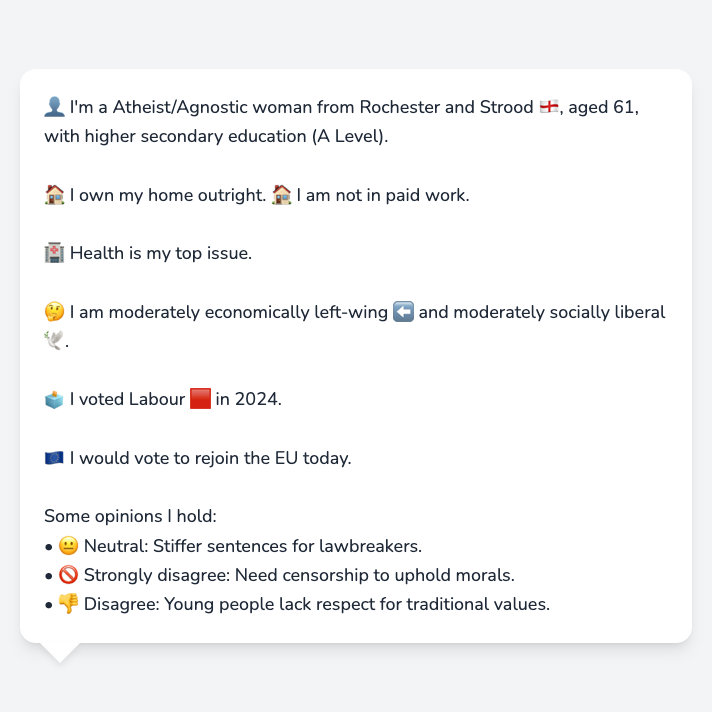 👤 I'm a Atheist/Agnostic woman from Rochester and Strood 🏴󠁧󠁢󠁥󠁮󠁧󠁿, aged 61,
with higher secondary education (A Level).
🏠 I own my home outright. 🏠 I am not in paid work.
🏥 Health is my top issue.
🤔 I am moderately economically left-wing ⬅️ and moderately socially liberal
🕊️.
🗳️ I voted Labour 🟥 in 2024.
🇪🇺 I would vote to rejoin the EU today.
Some opinions I hold:
• 😐 Neutral: Stiffer sentences for lawbreakers.
• 🚫 Strongly disagree: Need censorship to uphold morals.
• 👎 Disagree: Young people lack respect for traditional values.